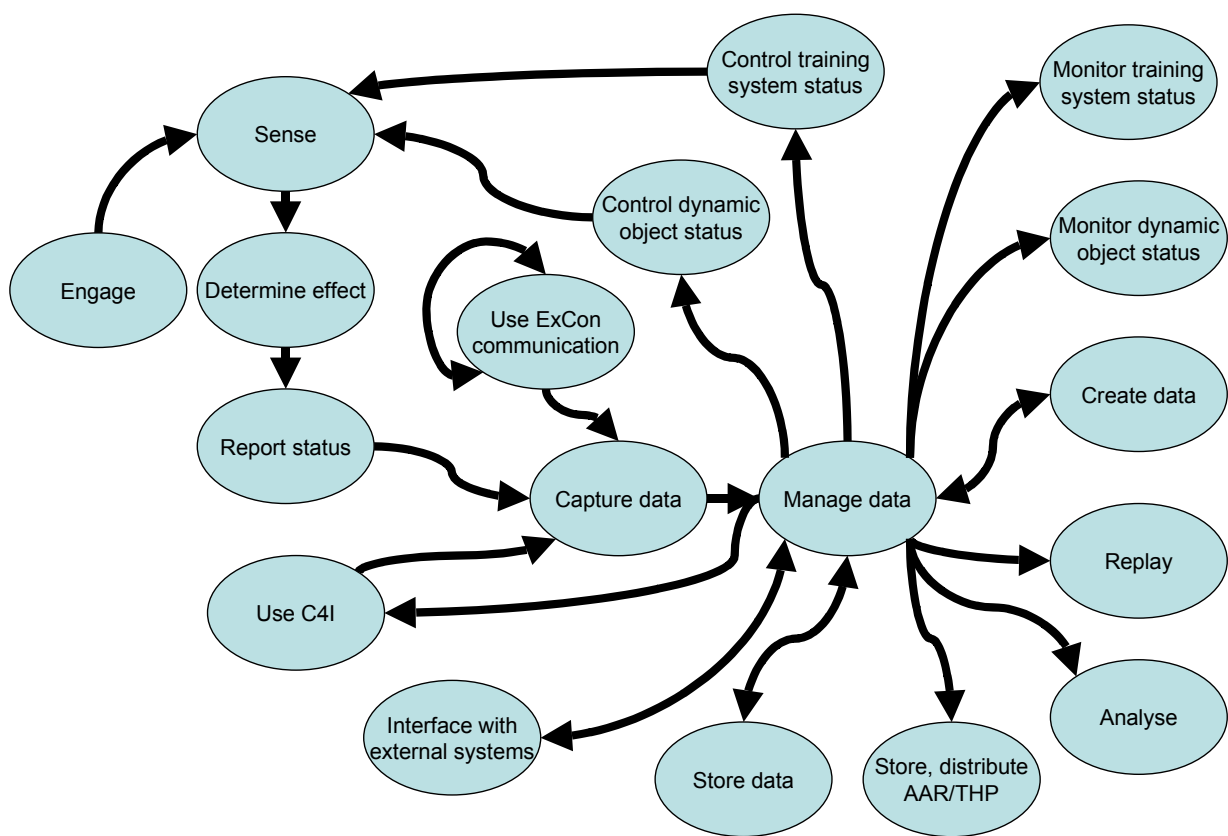 Control training
system status
Monitor training
system status
Sense
Control dynamic
object status
Monitor dynamic
object status
Engage
Determine effect
Use ExCon
communication
Create data
Report status
Capture data
Manage data
Replay
Use C4I
Interface with
external systems
Analyse
Store data
Store, distribute
AAR/THP